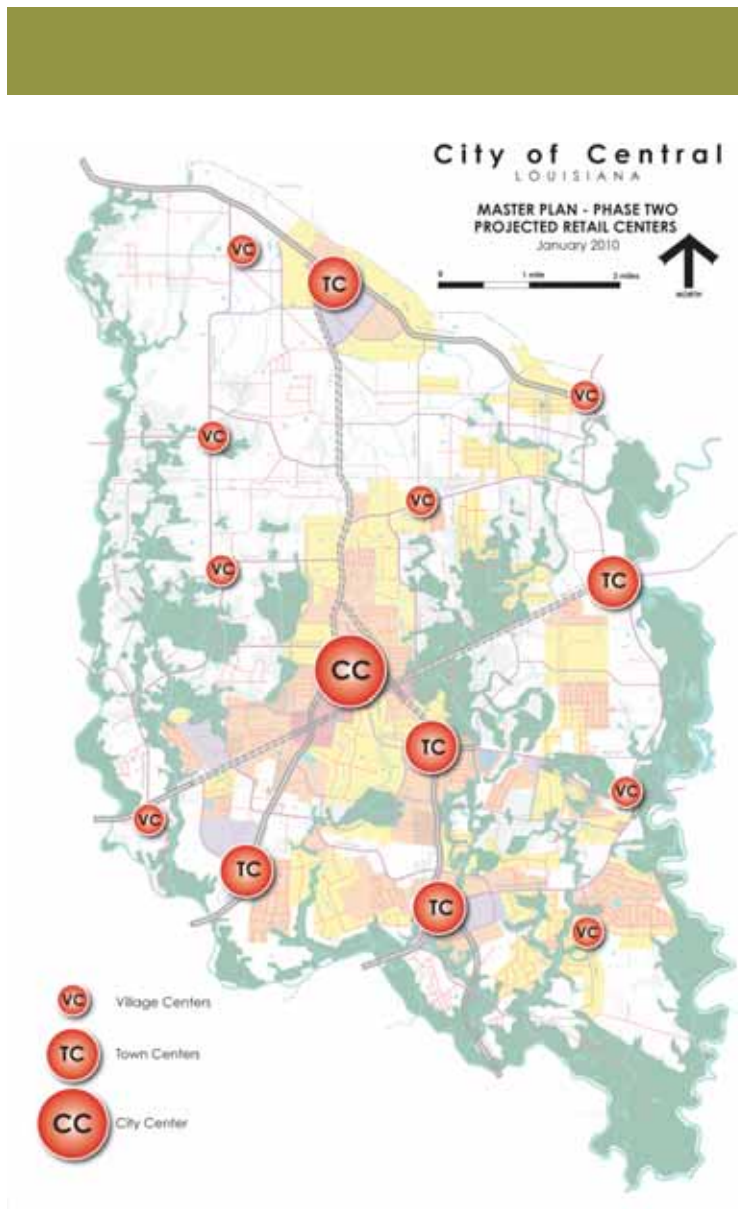 City of Central
LOUISIANA
MASTER PLAN - PHASE TWO
PROJECTED RETAIL CENTERS
January 2010
0 1 mile 2 miles
NORTH
VC
TC
VC
VC
VC
VC
TC
CC
TC
VC
VC
TC
TC
VC
VC Village Centers
TC Town Centers
CC City Center